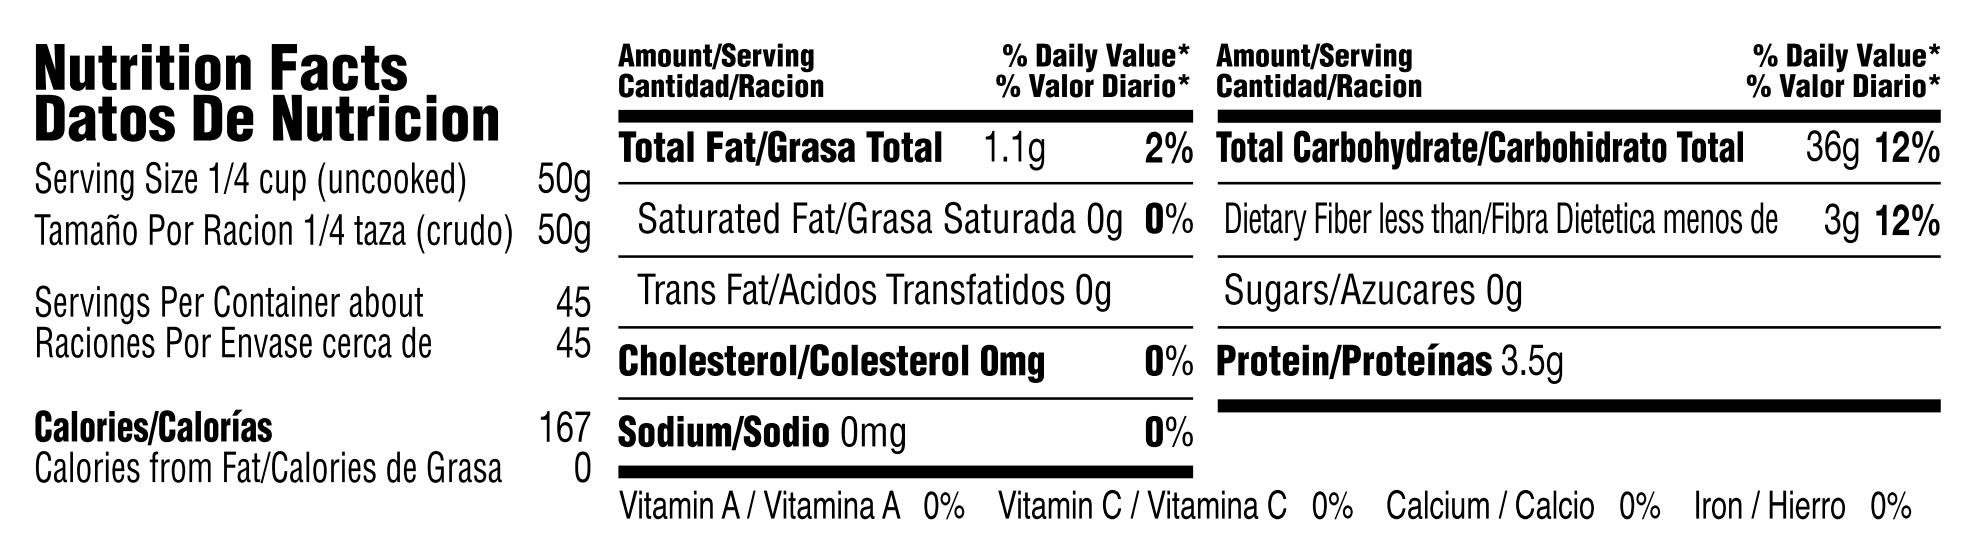 Nutrition Facts
Datos De Nutricion
Serving Size 1/4 cup (uncooked) 50g
Tamaño Por Racion 1/4 taza (crudo) 50g
Servings Per Container about 45
Raciones Por Envase cerca de 45
Calories/Calorías 167
Calories from Fat/Calories de Grasa 0
Amount/Serving % Daily Value*
Cantidad/Racion % Valor Diario*
Total Fat/Grasa Total 1.1g 2%
Saturated Fat/Grasa Saturada 0g 0%
Trans Fat/Acidos Transfatidos 0g
Cholesterol/Colesterol 0mg 0%
Sodium/Sodio 0mg 0%
Amount/Serving % Daily Value*
Cantidad/Racion % Valor Diario*
Total Carbohydrate/Carbohidrato Total 36g 12%
Dietary Fiber less than/Fibra Dietetica menos de 3g 12%
Sugars/Azucares 0g
Protein/Proteínas 3.5g
Vitamin A / Vitamina A 0% Vitamin C / Vitamina C 0% Calcium / Calcio 0% Iron / Hierro 0%